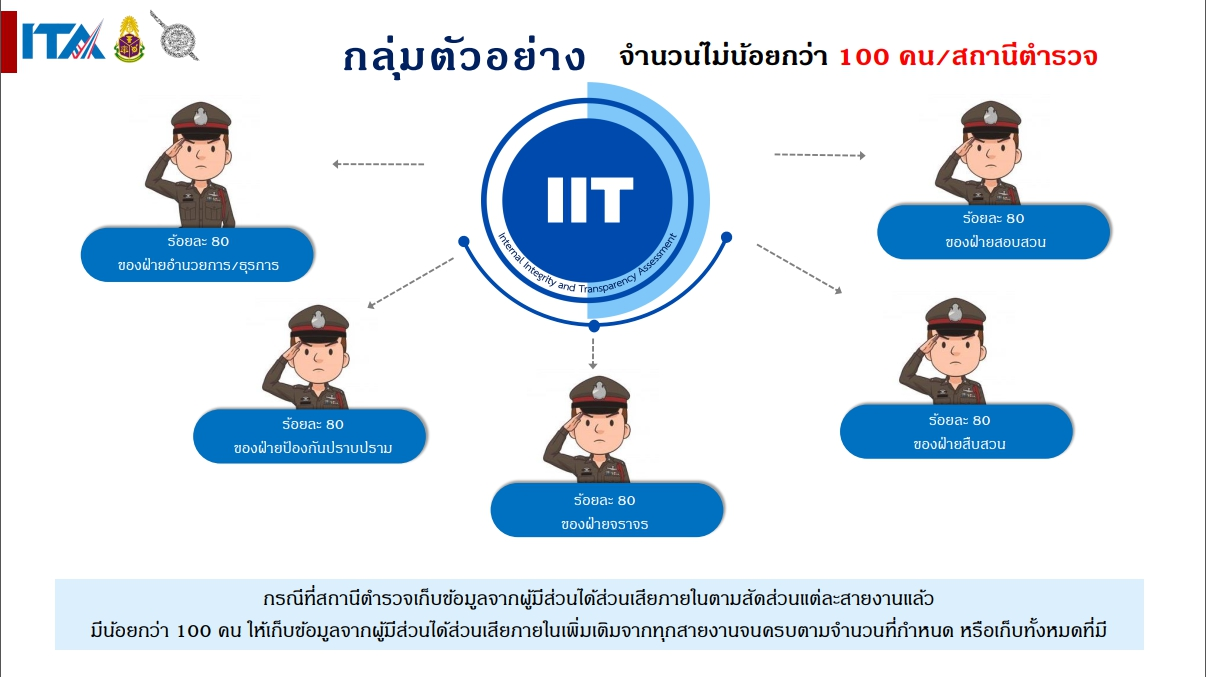 ITA
กลุ่มตัวอย่าง จำนวนไม่น้อยกว่า 100 คน/สถานีตำรวจ
IIT
Internal Integrity and Transparency Assessment
ร้อยละ 80
ของฝ่ายอำนวยการ/ธุรการ
ร้อยละ 80
ของฝ่ายสอบสวน
ร้อยละ 80
ของฝ่ายป้องกันปราบปราม
ร้อยละ 80
ของฝ่ายสืบสวน
ร้อยละ 80
ของฝ่ายจราจร
กรณีที่สถานีตำรวจเก็บข้อมูลจากผู้มีส่วนได้ส่วนเสียภายในตามสัดส่วนแต่ละสายงานแล้ว
มีน้อยกว่า 100 คน ให้เก็บข้อมูลจากผู้มีส่วนได้ส่วนเสียภายในเพิ่มเติมจากทุกสายงานจนครบตามจำนวนที่กำหนด หรือเก็บทั้งหมดที่มี